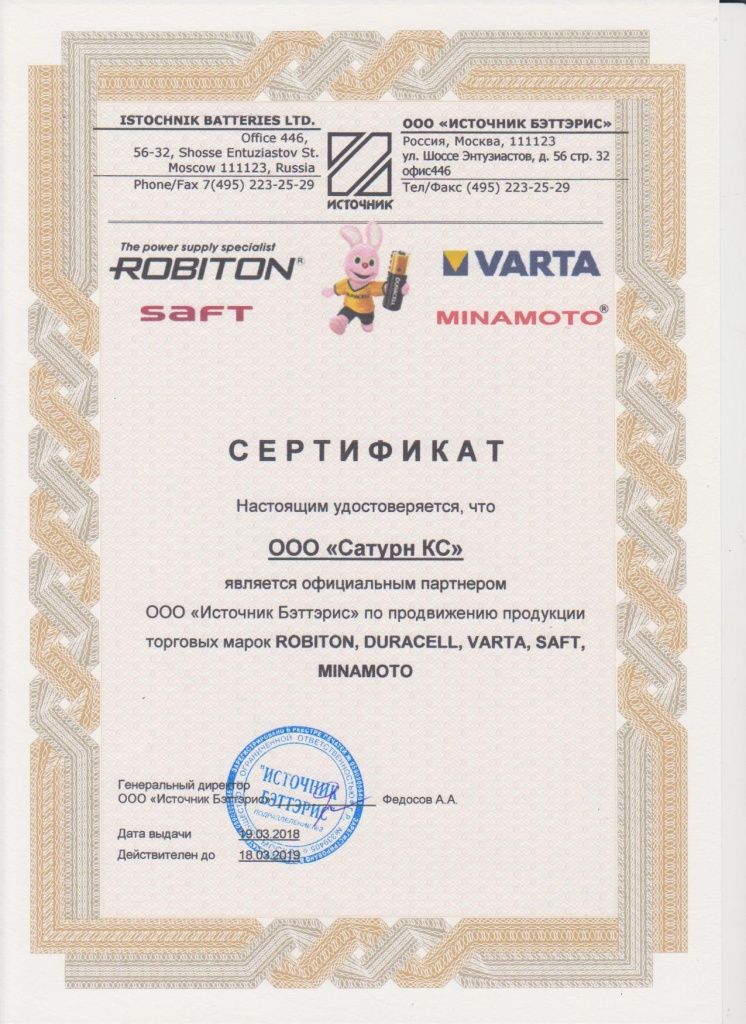 ISTOCHNIK BATTERIES LTD.
Office 446,
56-32, Shosse Entuziastov St.
Moscow 111123, Russia
Phone/Fax 7(495) 223-25-29
ИСТОЧНИК
ООО «ИСТОЧНИК БЭТТЭРИС»
Россия, Москва, 111123
ул. Шоссе Энтузиастов, д. 56 стр. 32
офис446
Тел/Факс (495) 223-25-29
The power supply specialist
ROBITON®
SAFT
DURACELL
DURACELL
VARTA
MINAMOTO®
СЕРТИФИКАТ
Настоящим удостоверяется, что
ООО «Сатурн КС»
является официальным партнером
ООО «Источник Бэттэрис» по продвижению продукции
торговых марок ROBITON, DURACELL, VARTA, SAFT,
MINAMOTO
Генеральный директор
ООО «Источник Бэттэрис» Федосов А.А.
"ИСТОЧНИК
БЭТТЭРИС"
ПОДРАЗДЕЛЕНИЕ №2
Дата выдачи 19.03.2018
Действителен до 18.03.2019